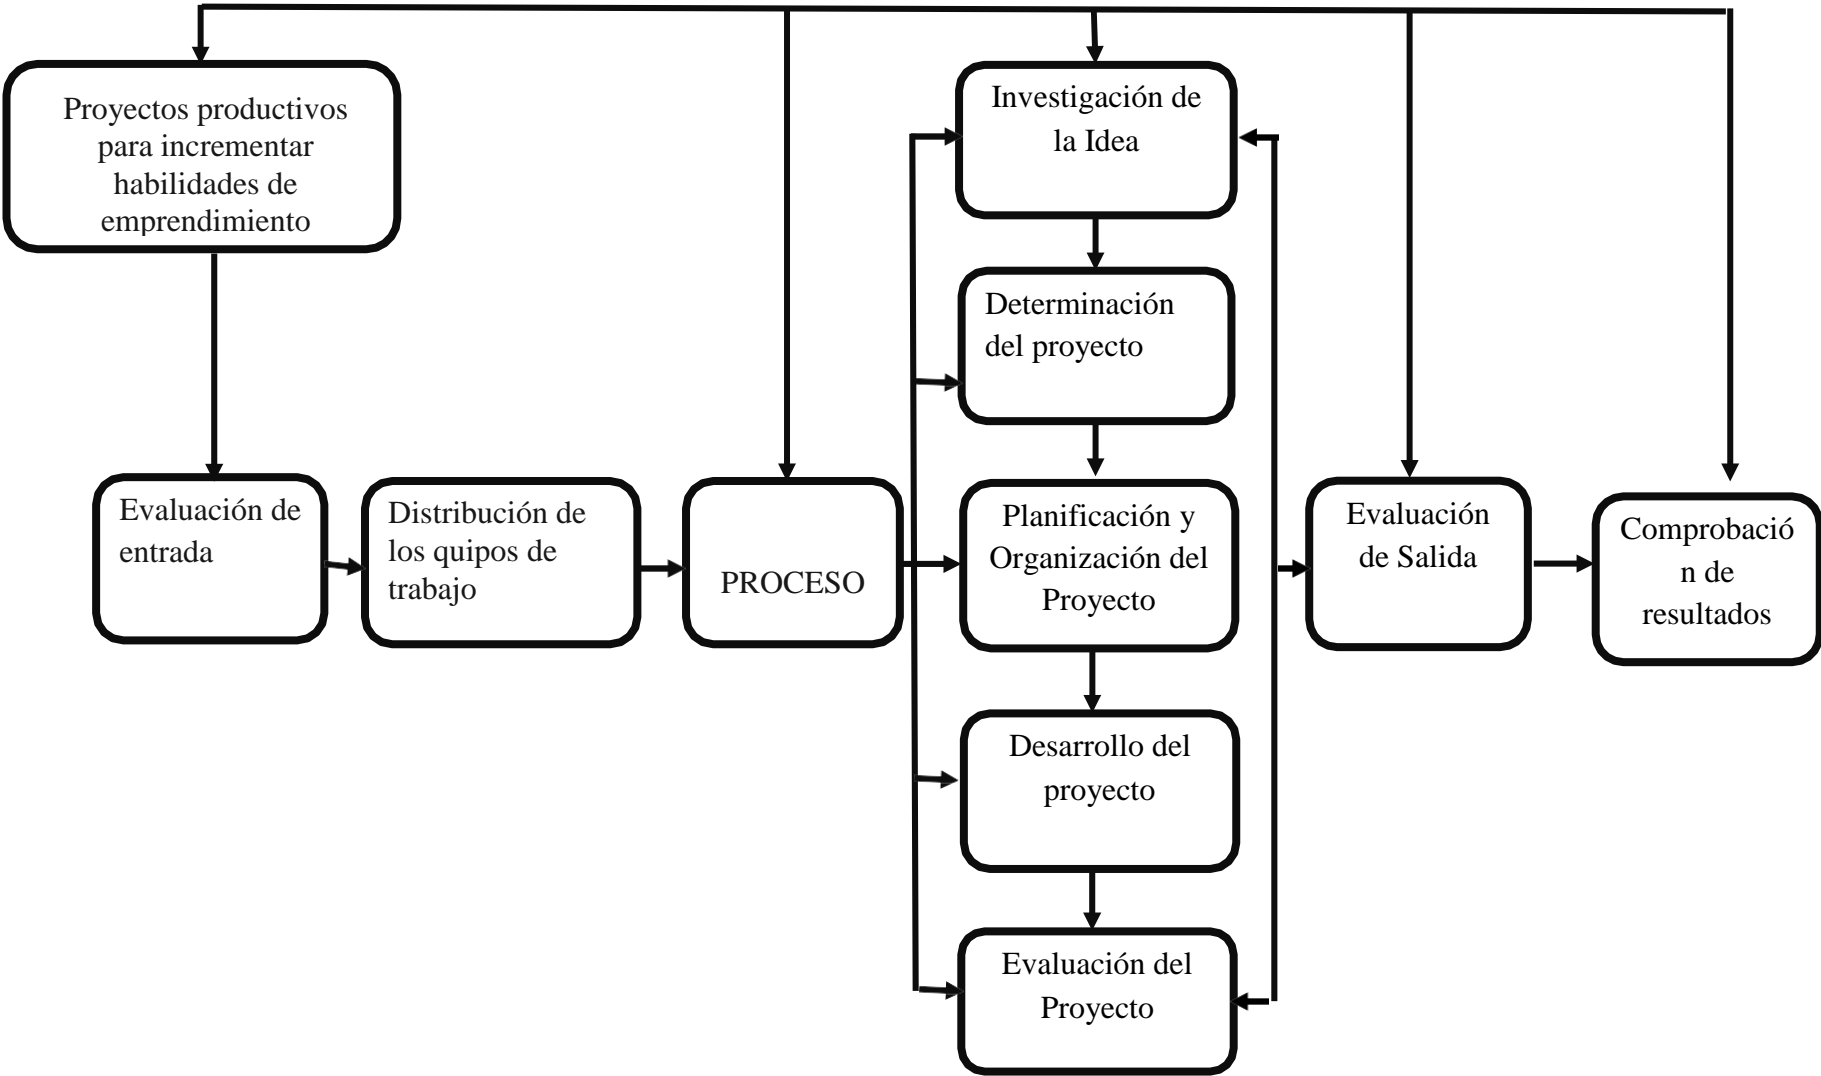 Proyectos productivos
para incrementar
habilidades de
emprendimiento
Evaluación de
entrada
Distribución de
los quipos de
trabajo
PROCESO
Investigación de
la Idea
Determinación
del proyecto
Planificación y
Organización del
Proyecto
Desarrollo del
proyecto
Evaluación del
Proyecto
Evaluación
de Salida
Comprobació
n de
resultados